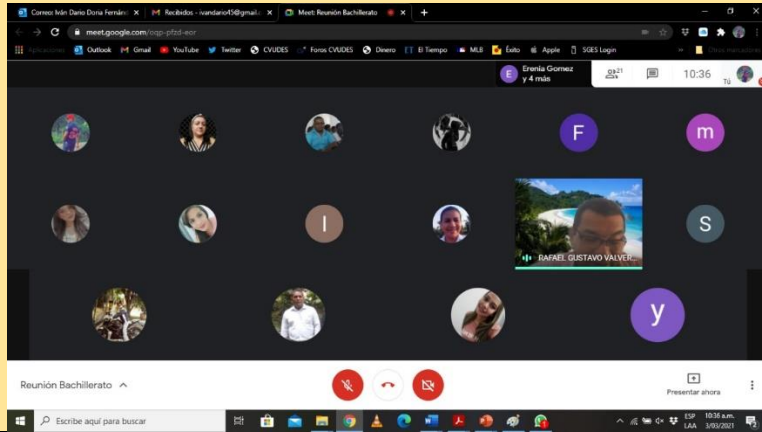 Correo: Iván Dario Doria Fernánd
Recibidos - ivandario45@gmail.c
Meet: Reunión Bachillerato
meet.google.com/oqp-pfzd-eor
Aplicaciones Outlook Gmail YouTube Twitter CVUDES Foros CVUDES Dinero El Tiempo MLB Éxito Apple SGES Login Otros marcadores
E Erenia Gomez
y 4 más
21
10:36
Tú
F
m
I
S
RAFAEL GUSTAVO VALVER...
y
Reunión Bachillerato
Presentar ahora
Escribe aquí para buscar
ESP 10:36 a.m.
LAA 3/03/2021